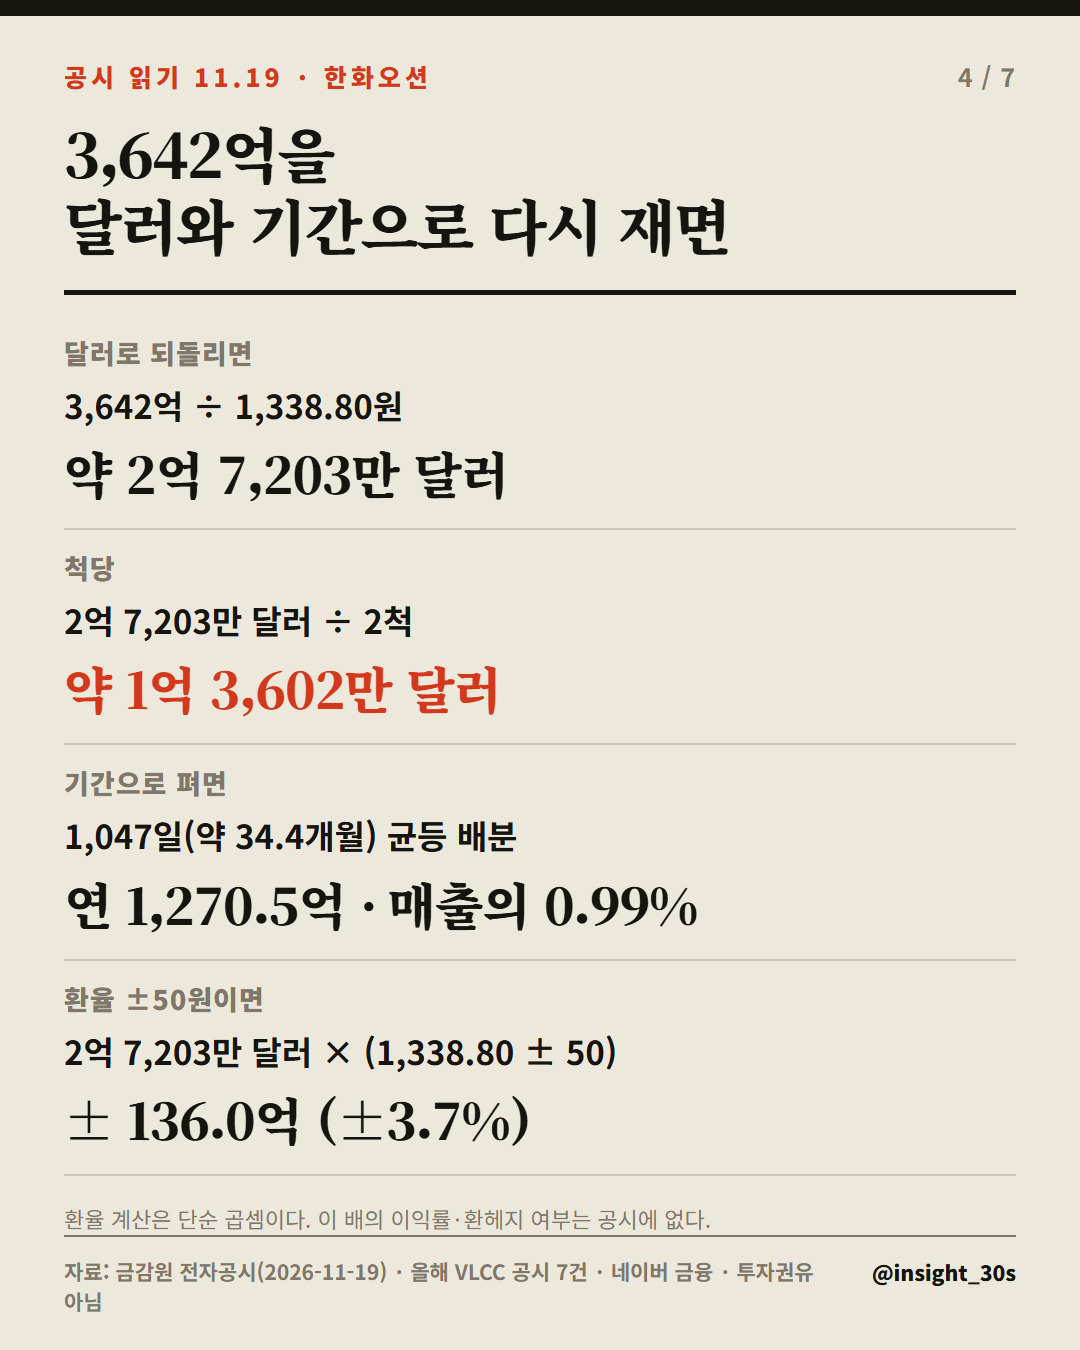 공시 읽기 11.19 · 한화오션
4 / 7
3,642억을
달러와 기간으로 다시 재면
달러로 되돌리면
3,642억 ÷ 1,338.80원
약 2억 7,203만 달러
척당
2억 7,203만 달러 ÷ 2척
약 1억 3,602만 달러
기간으로 펴면
1,047일(약 34.4개월) 균등 배분
연 1,270.5억 · 매출의 0.99%
환율 ±50원이면
2억 7,203만 달러 × (1,338.80 ± 50)
± 136.0억 (±3.7%)
환율 계산은 단순 곱셈이다. 이 배의 이익률·환헤지 여부는 공시에 없다.
자료: 금감원 전자공시(2026-11-19) · 올해 VLCC 공시 7건 · 네이버 금융 · 투자권유
아님
@insight_30s